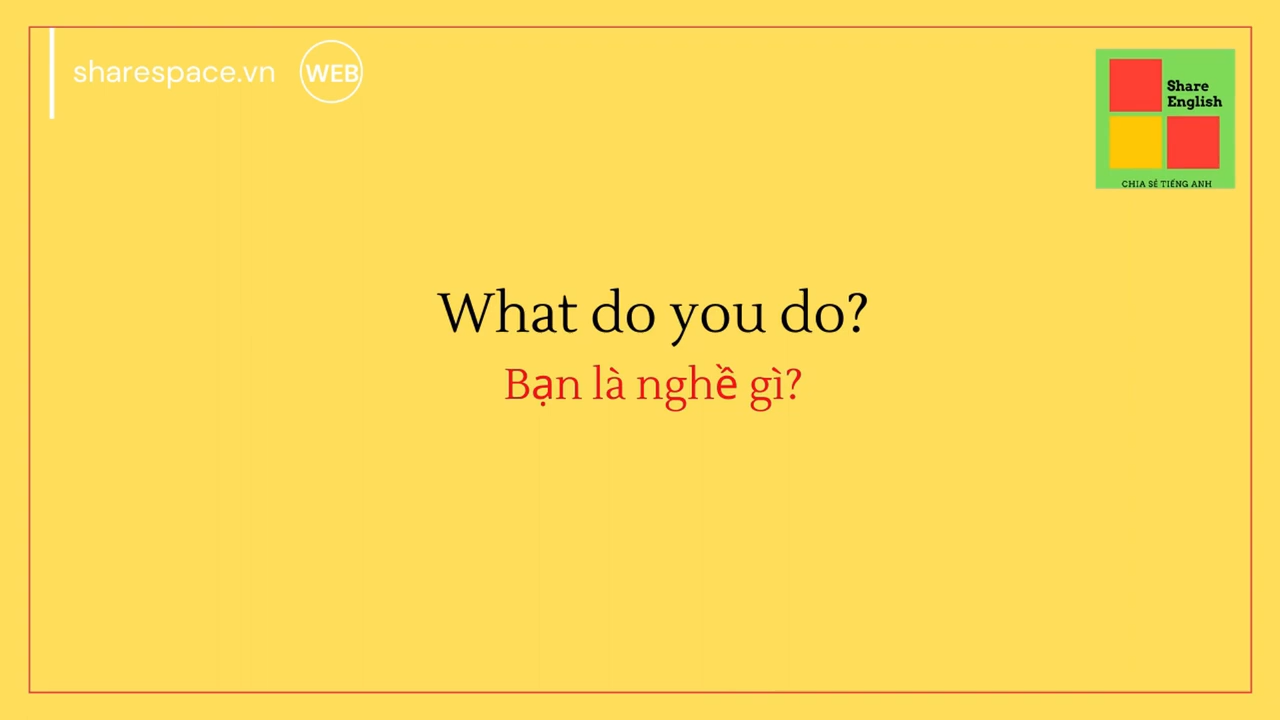 sharespace.vn WEB
Share
English
CHIA SẺ TIẾNG ANH
What do you do?
Bạn là nghề gì?